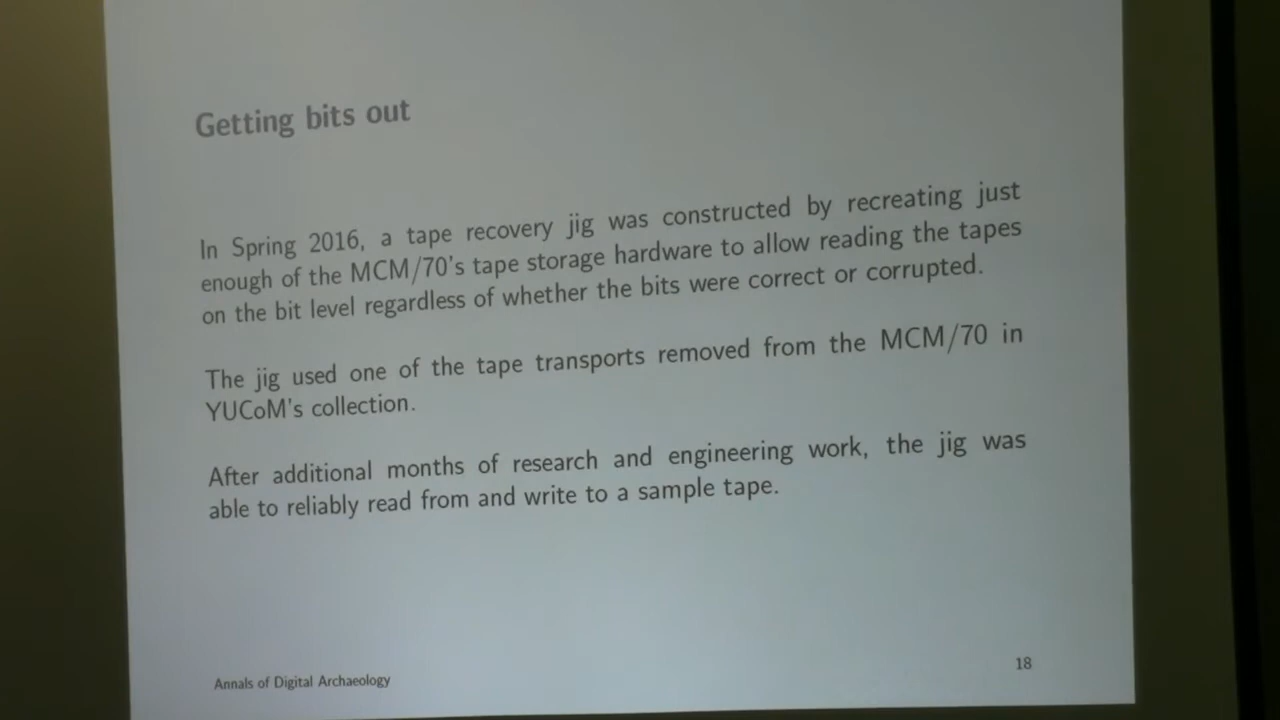 Getting bits out
In Spring 2016, a tape recovery jig was constructed by recreating just
enough of the MCM/70's tape storage hardware to allow reading the tapes
on the bit level regardless of whether the bits were correct or corrupted.
The jig used one of the tape transports removed from the MCM/70 in
YUCoM's collection.
After additional months of research and engineering work, the jig was
able to reliably read from and write to a sample tape.
Annals of Digital Archaeology
18